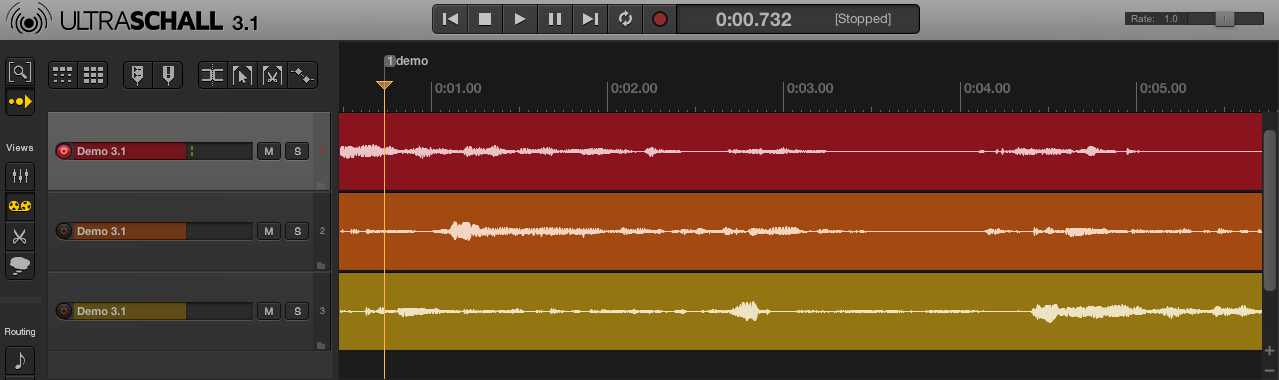 ULTRASCHALL 3.1
0:00.732 [Stopped]
Rate: 1.0
1 demo
0:01.00 0:02.00 0:03.00 0:04.00 0:05.00
Views
Demo 3.1 M S 1
Demo 3.1 M S 2
Demo 3.1 M S 3
Routing